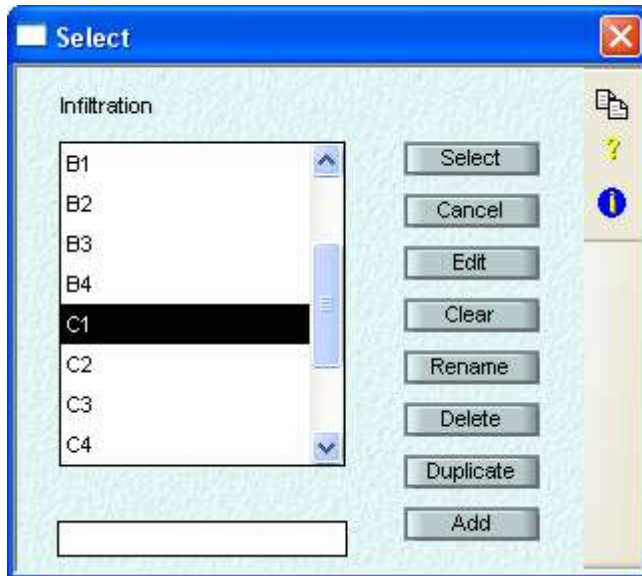 Select
Infiltration
B1
B2
B3
B4
C1
C2
C3
C4
Select
Cancel
Edit
Clear
Rename
Delete
Duplicate
Add
?
i